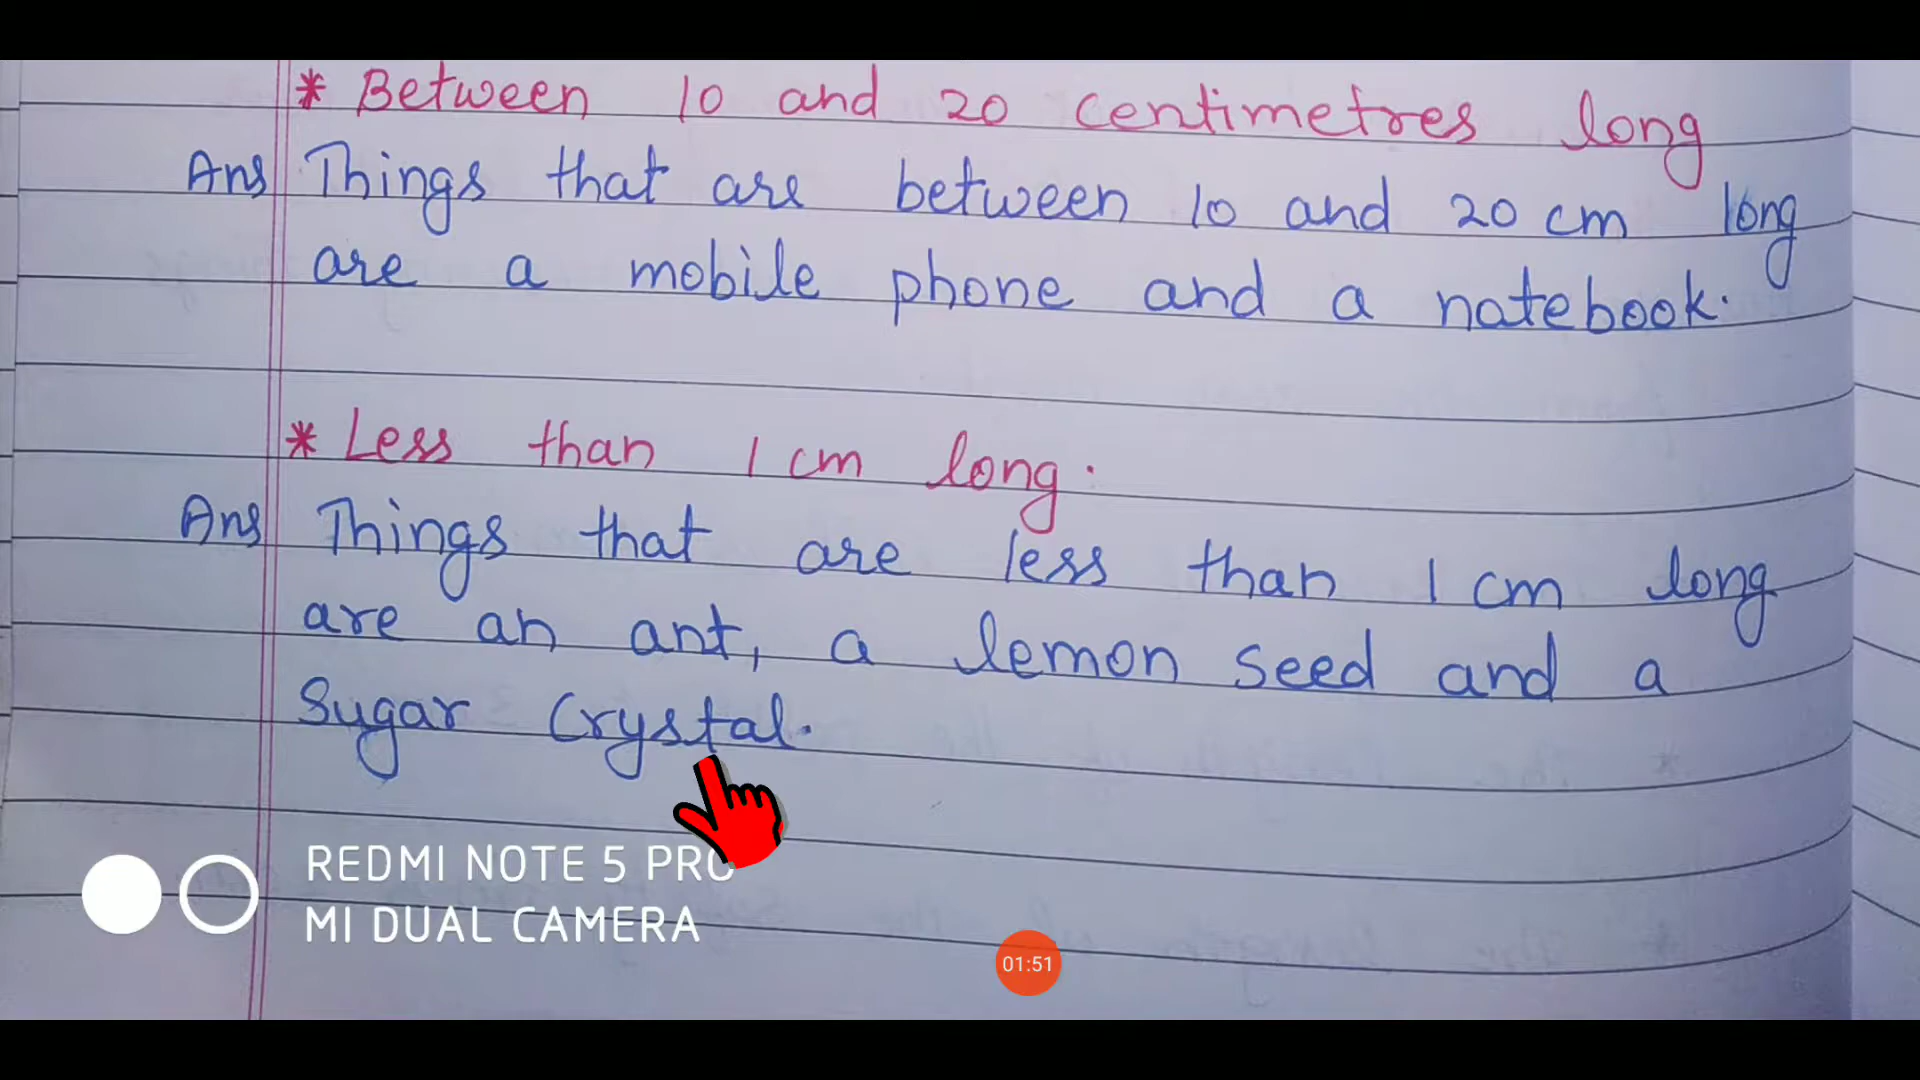 * Between 10 and 20 centimetres long
Ans Things that are between 10 and 20 cm long
are a mobile phone and a notebook.
* Less than 1 cm long.
Ans Things that are less than 1 cm long
are an ant, a lemon seed and a
Sugar Crystal.
REDMI NOTE 5 PRO
MI DUAL CAMERA
01:51